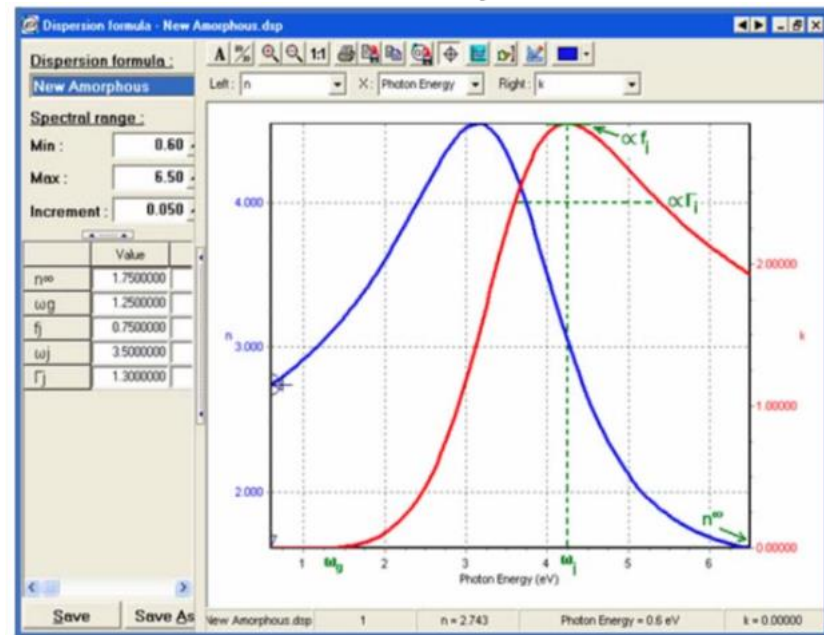 Dispersion formula - New Amorphous.dsp
Dispersion formula :
New Amorphous
Left: n X: Photon Energy Right: k
Spectral range :
Min : 0.60
Max : 6.50
Increment : 0.050
Value
n∞ 1.7500000
ωg 1.2500000
fj 0.7500000
ωj 3.5000000
Γj 1.3000000
1:1
∝ fj
∝Γj
n∞
4.000
3.000
2.000
n
2.00000
1.00000
0.00000
k
1 ωg 2 3 4 ωj 5 6
Photon Energy (eV)
Save Save As
New Amorphous.dsp 1 n = 2.743 Photon Energy = 0.6 eV k = 0.00000